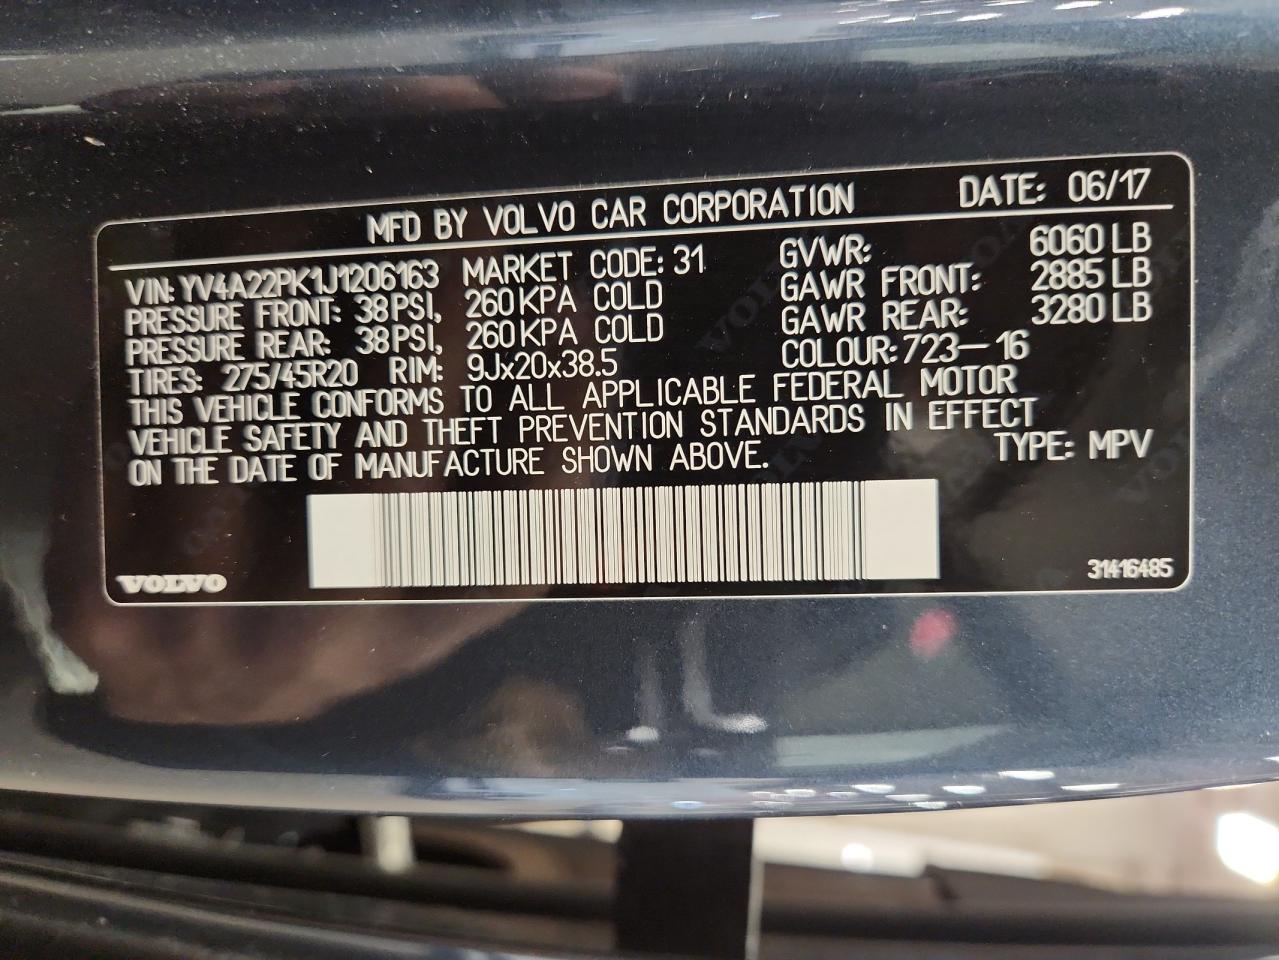 MFD BY VOLVO CAR CORPORATION DATE: 06/17
VIN: YV4A22PK1J1206163 MARKET CODE: 31 GVWR: 6060 LB
PRESSURE FRONT: 38 PSI, 260 KPA COLD GAWR FRONT: 2885 LB
PRESSURE REAR: 38 PSI, 260 KPA COLD GAWR REAR: 3280 LB
TIRES: 275/45R20 RIM: 9Jx20x38.5 COLOUR: 723-16
THIS VEHICLE CONFORMS TO ALL APPLICABLE FEDERAL MOTOR
VEHICLE SAFETY AND THEFT PREVENTION STANDARDS IN EFFECT
ON THE DATE OF MANUFACTURE SHOWN ABOVE. TYPE: MPV
VOLVO 31416485